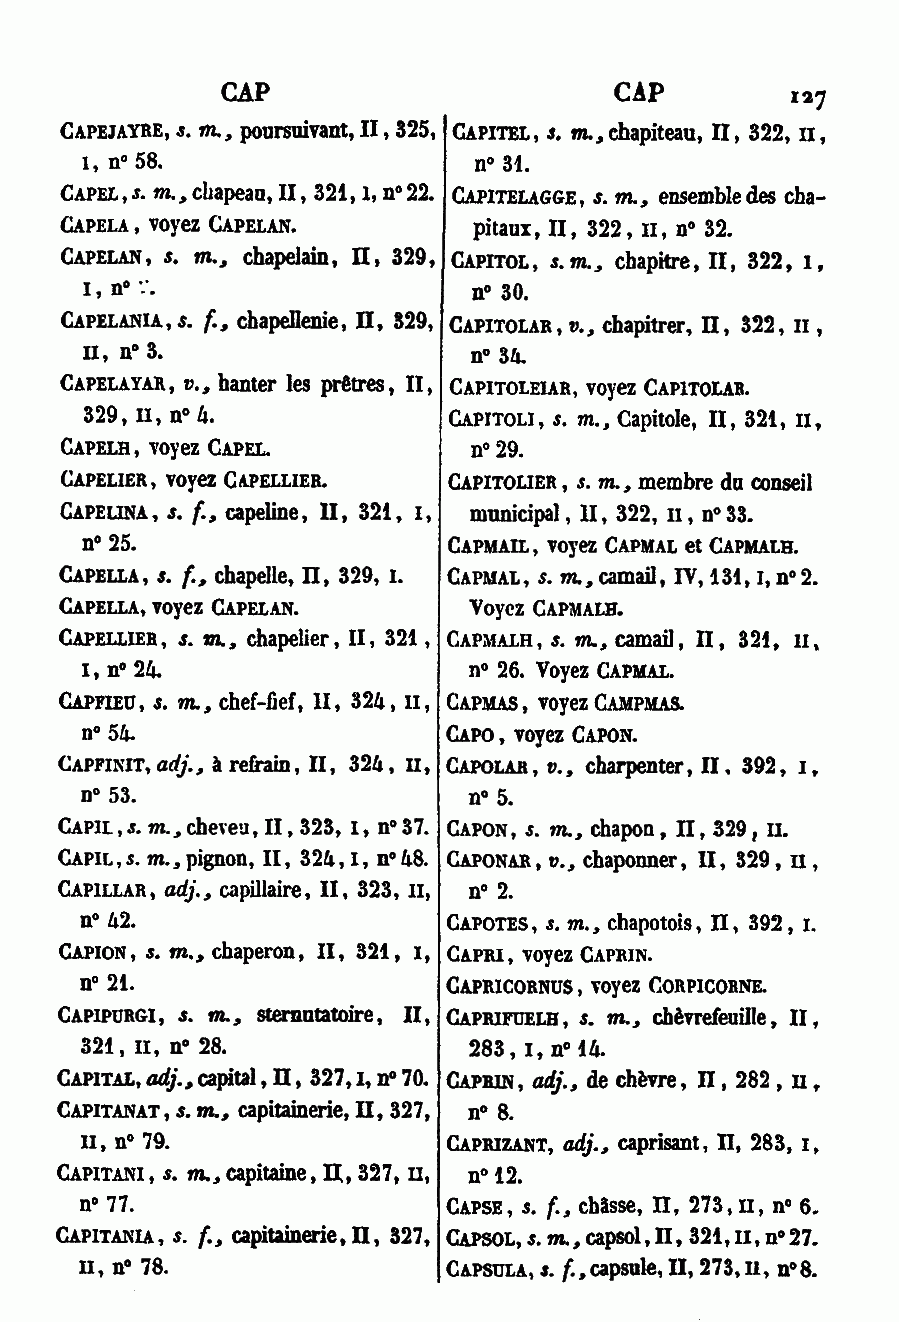 CAP CAP 127
CAPEJAYRE, s. m., poursuivant, II, 325,
I, n° 58.
CAPEL, s. m., chapeau, II, 321, I, n° 22.
CAPELA, voyez CAPELAN.
CAPELAN, s. m., chapelain, II, 329,
I, n°
CAPELANIA, s. f., chapellenie, II, 329,
II, n° 3.
CAPELAYAR, v., hanter les prêtres, II,
329, II, n° 4.
CAPELH, voyez CAPEL.
CAPELIER, voyez CAPELLIER.
CAPELINA, s. f., capeline, II, 321, I,
n° 25.
CAPELLA, s. f., chapelle, II, 329, I.
CAPELLA, voyez CAPELAN.
CAPELLIER, s. m., chapelier, II, 321,
I, n° 24.
CAPFIEU, s. m., chef-fief, II, 324, II,
n° 54.
CAPFINIT, adj., à refrain, II, 324, II,
n° 53.
CAPIL, s. m., cheveu, II, 323, I, n° 37.
CAPIL, s. m., pignon, II, 324, I, n° 48.
CAPILLAR, adj., capillaire, II, 323, II,
n° 42.
CAPION, s. m., chaperon, II, 321, I,
n° 21.
CAPIPURGI, s. m., sternutatoire, II,
321, II, n° 28.
CAPITAL, adj., capital, II, 327, I, n° 70.
CAPITANAT, s. m., capitainerie, II, 327,
II, n° 79.
CAPITANI, s. m., capitaine, II, 327, II,
n° 77.
CAPITANIA, s. f., capitainerie, II, 327,
II, n° 78.
CAPITEL, s. m., chapiteau, II, 322, II,
n° 31.
CAPITELAGGE, s. m., ensemble des cha-
pitaux, II, 322, II, n° 32.
CAPITOL, s. m., chapitre, II, 322, I,
n° 30.
CAPITOLAR, v., chapitrer, II, 322, II,
n° 34.
CAPITOLEIAR, voyez CAPITOLAR.
CAPITOLI, s. m., Capitole, II, 321, II,
n° 29.
CAPITOLIER, s. m., membre du conseil
municipal, II, 322, II, n° 33.
CAPMAIL, voyez CAPMAL et CAPMALH.
CAPMAL, s. m., camail, IV, 131, I, n° 2.
Voyez CAPMALH.
CAPMALH, s. m., camail, II, 321, II,
n° 26. Voyez CAPMAL.
CAPMAS, voyez CAMPMAS.
CAPO, voyez CAPON.
CAPOLAR, v., charpenter, II, 392, I,
n° 5.
CAPON, s. m., chapon, II, 329, II.
CAPONAR, v., chaponner, II, 329, II,
n° 2.
CAPOTES, s. m., chapotois, II, 392, I.
CAPRI, voyez CAPRIN.
CAPRICORNUS, voyez CORPICORNE.
CAPRIFUELH, s. m., chèvrefeuille, II,
283, I, n° 14.
CAPRIN, adj., de chèvre, II, 282, II,
n° 8.
CAPRIZANT, adj., caprisant, II, 283, I,
n° 12.
CAPSE, s. f., châsse, II, 273, II, n° 6.
CAPSOL, s. m., capsol, II, 321, II, n° 27.
CAPSULA, s. f., capsule, II, 273, II, n° 8.